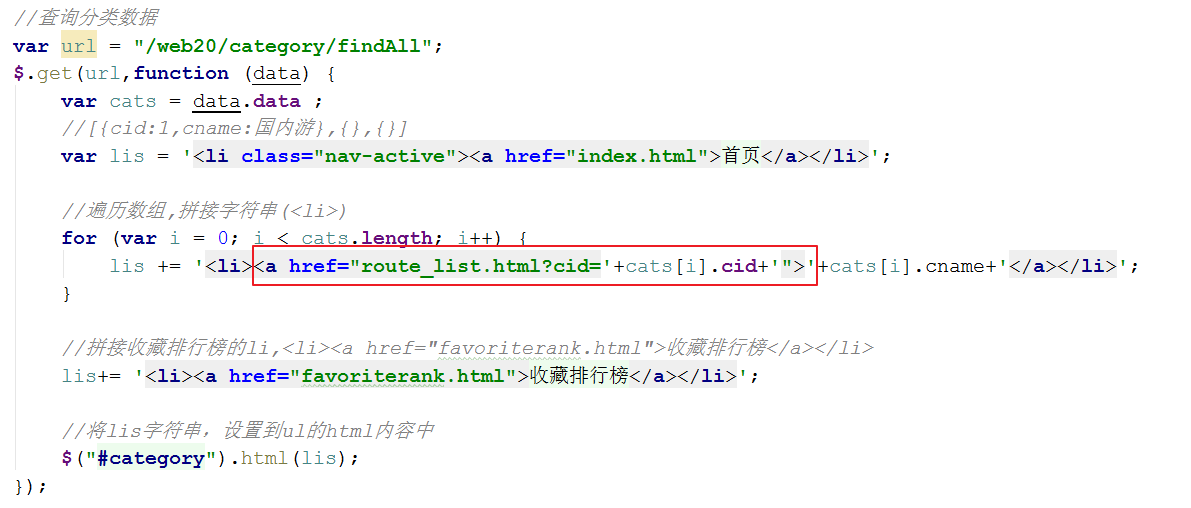 //查询分类数据
var url = "/web20/category/findAll";
$.get(url,function (data) {
    var cats = data.data ;
    //[{cid:1,cname:国内游},{},{}]
    var lis = '<li class="nav-active"><a href="index.html">首页</a></li>';

    //遍历数组,拼接字符串(<li>)
    for (var i = 0; i < cats.length; i++) {
        lis += '<li><a href="route_list.html?cid='+cats[i].cid+'">'+cats[i].cname+'</a></li>';
    }

    //拼接收藏排行榜的li,<li><a href="favoriterank.html">收藏排行榜</a></li>
    lis+= '<li><a href="favoriterank.html">收藏排行榜</a></li>';

    //将lis字符串，设置到ul的html内容中
    $("#category").html(lis);
});